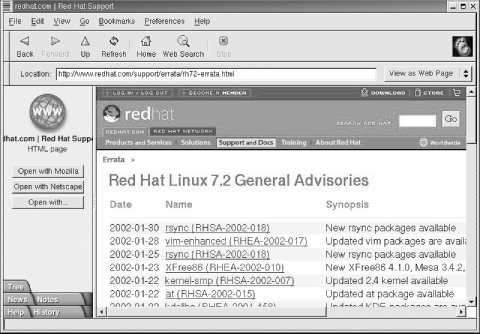 redhat.com | Red Hat Support
File Edit View Go Bookmarks Preferences Help
Back Forward Up Refresh Home Web Search Stop
Location: http://www.redhat.com/support/errata/rh72-errata.html View as Web Page
WWW
dhat.com | Red Hat Suppo
HTML page
Open with Mozilla
Open with Netscape
Open with...
Tree
News Notes
Help History
LOG IN / LOG OUT BECOME A MEMBER DOWNLOAD STORE
redhat
SEARCH RED HAT: Go
REDHAT.COM RED HAT NETWORK
Products and Services Solutions Support and Docs Training About Red Hat Worldwide
Errata >
Red Hat Linux 7.2 General Advisories
Date Name Synopsis
2002-01-30 rsync (RHSA-2002-018) New rsync packages available
2002-01-28 vim-enhanced (RHEA-2002-017) Updated vim packages are availa
2002-01-25 rsync (RHSA-2002-018) New rsync packages available
2002-01-23 XFree86 (RHEA-2002-010) New XFree86 4.1.0, Mesa 3.4.2,
2002-01-22 kernel-smp (RHSA-2002-007) Updated 2.4 kernel available
2002-01-22 at (RHSA-2002-015) Updated at package available
2002-01-22 Updated KDE packages are availa